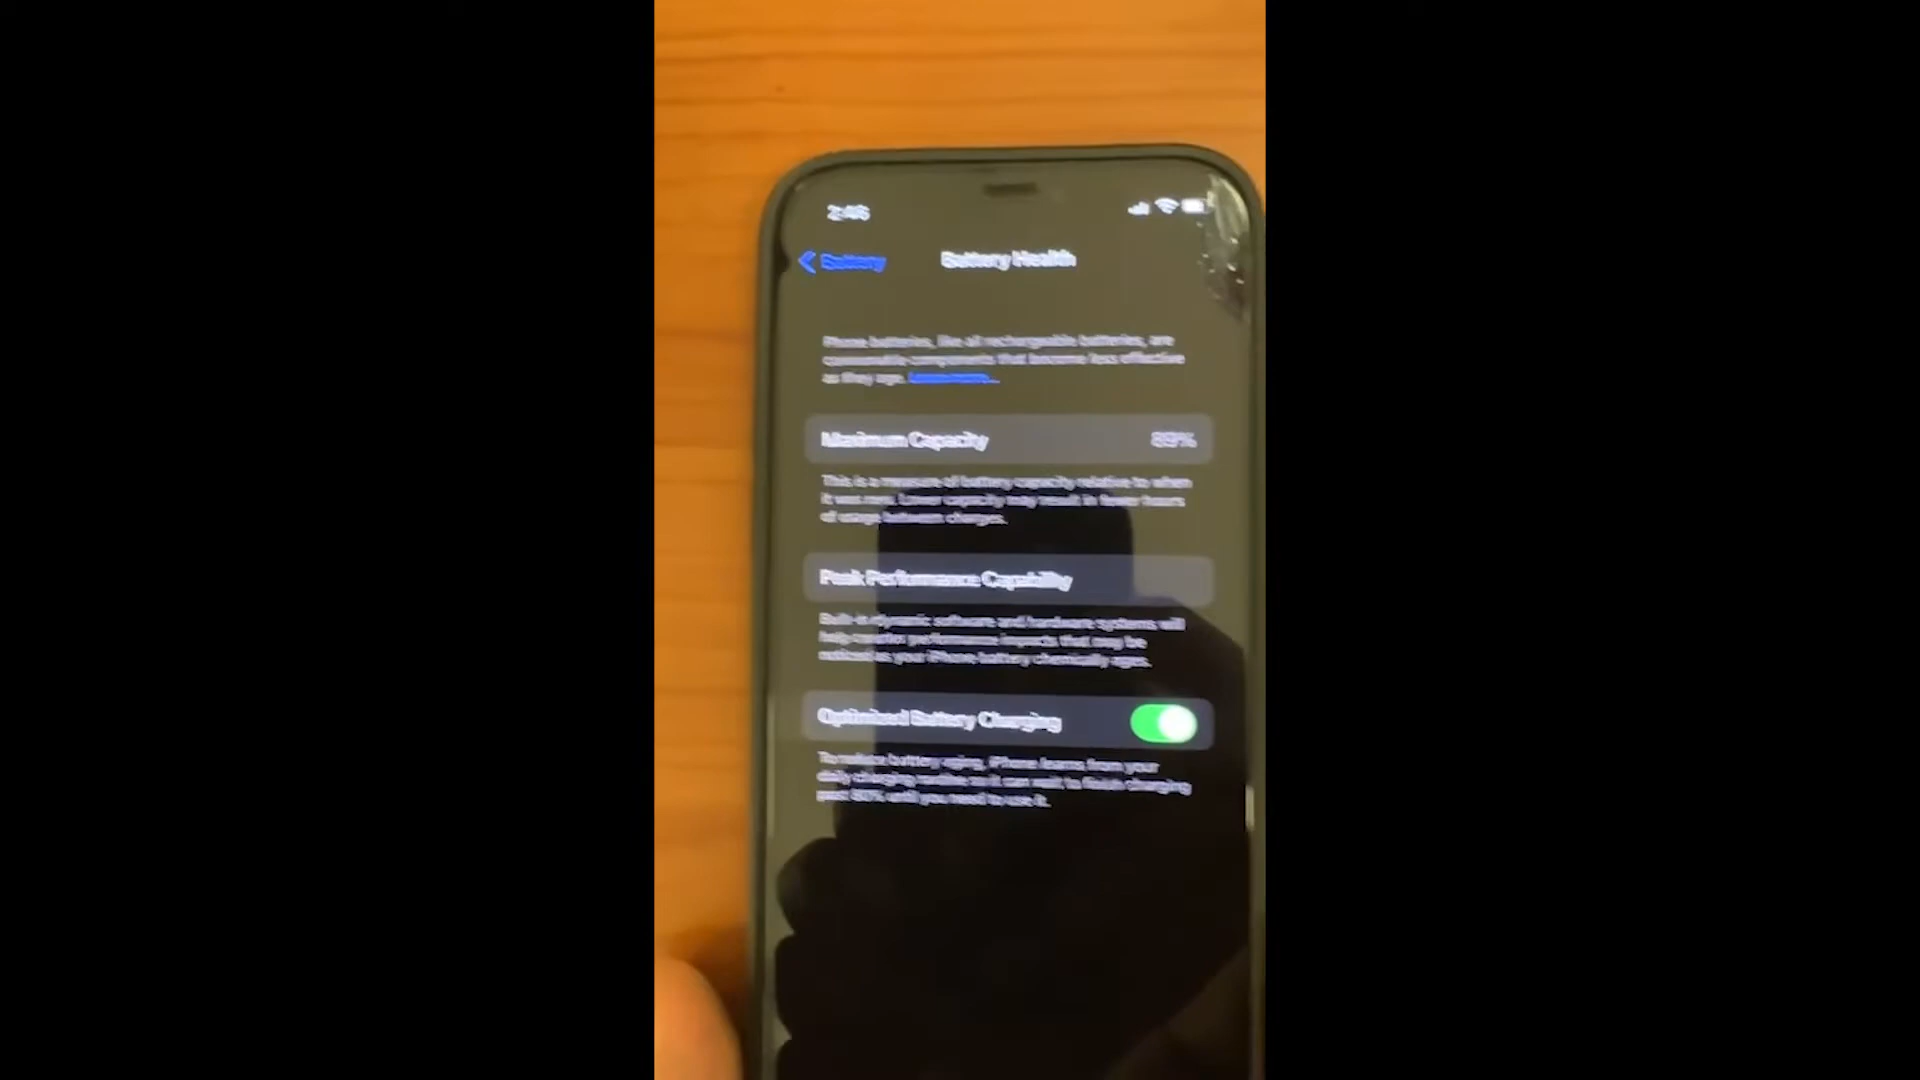 2:46
Battery
Battery Health
iPhone batteries, like all rechargeable batteries, are
consumable components that become less effective
as they age. Learn more...
Maximum Capacity 89%
This is a measure of battery capacity relative to when
it was new. Lower capacity may result in fewer hours
of usage between charges.
Peak Performance Capability
Built-in dynamic software and hardware systems will
help counter performance impacts that may be
noticed as your iPhone battery chemically ages.
Optimized Battery Charging
To reduce battery aging, iPhone learns from your
daily charging routine so it can wait to finish charging
past 80% until you need to use it.